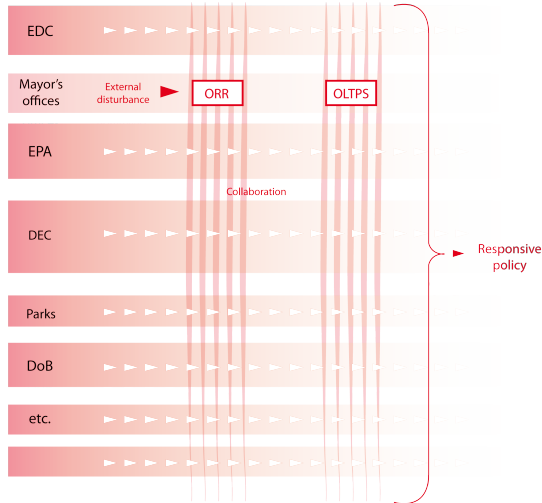 EDC
Mayor's
offices
External
disturbance
ORR
OLTPS
EPA
Collaboration
DEC
Responsive
policy
Parks
DoB
etc.